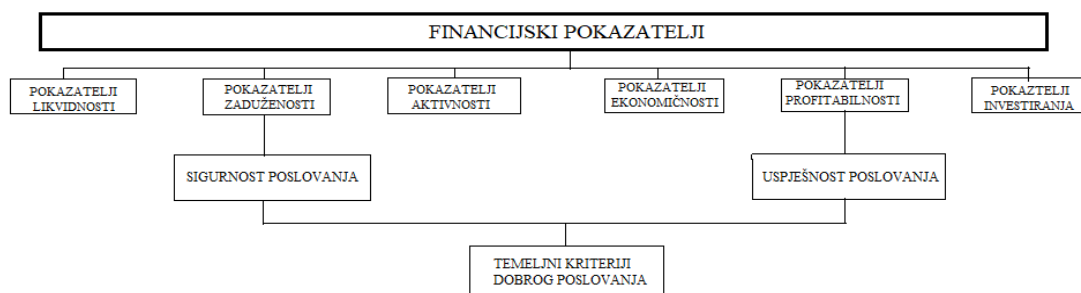 FINANCIJSKI POKAZATELJI
POKAZATELJI
LIKVIDNOSTI
POKAZATELJI
ZADUŽENOSTI
POKAZATELJI
AKTIVNOSTI
POKAZATELJI
EKONOMIČNOSTI
POKAZATELJI
PROFITABILNOSTI
POKAZTELJI
INVESTIRANJA
SIGURNOST POSLOVANJA
USPJEŠNOST POSLOVANJA
TEMELJNI KRITERIJI
DOBROG POSLOVANJA